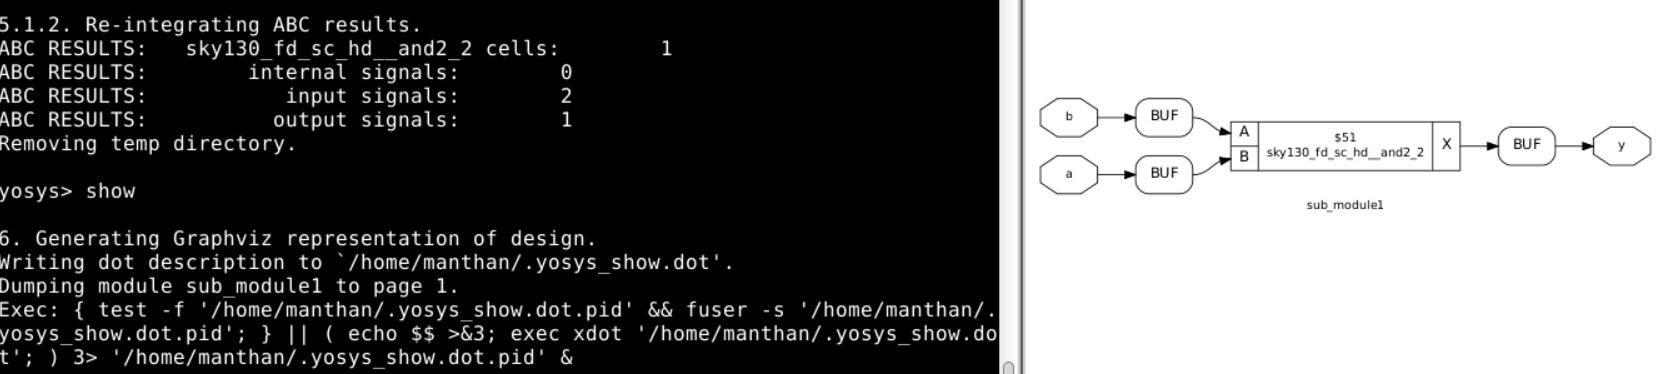 5.1.2. Re-integrating ABC results.
ABC RESULTS:   sky130_fd_sc_hd__and2_2 cells:        1
ABC RESULTS:        internal signals:        0
ABC RESULTS:           input signals:        2
ABC RESULTS:          output signals:        1
Removing temp directory.
yosys> show
6. Generating Graphviz representation of design.
Writing dot description to `/home/manthan/.yosys_show.dot'.
Dumping module sub_module1 to page 1.
Exec: { test -f '/home/manthan/.yosys_show.dot.pid' && fuser -s '/home/manthan/.
yosys_show.dot.pid'; } || ( echo $$ >&3; exec xdot '/home/manthan/.yosys_show.do
t'; ) 3> '/home/manthan/.yosys_show.dot.pid' &
b
BUF
A
$51
sky130_fd_sc_hd__and2_2
X
BUF
y
B
a
BUF
sub_module1